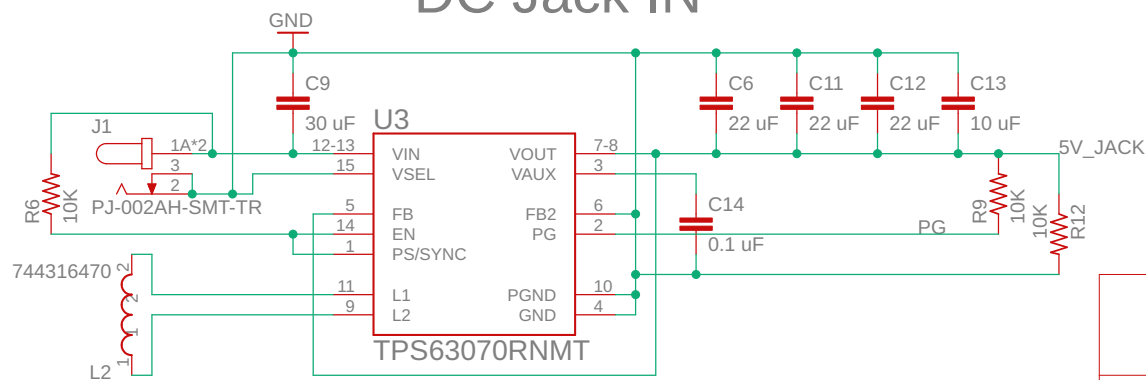 DC Jack IN
GND
C9
30 uF
C6
22 uF
C11
22 uF
C12
22 uF
C13
10 uF
U3
J1
1A*2
3
2
PJ-002AH-SMT-TR
R6
10K
12-13
15
5
14
1
11
9
VIN
VSEL
FB
EN
PS/SYNC
L1
L2
VOUT
VAUX
FB2
PG
PGND
GND
7-8
3
6
2
10
4
TPS63070RNMT
C14
0.1 uF
PG
R9
10K
10K
R12
5V_JACK
744316470
2
2
1
1
L2